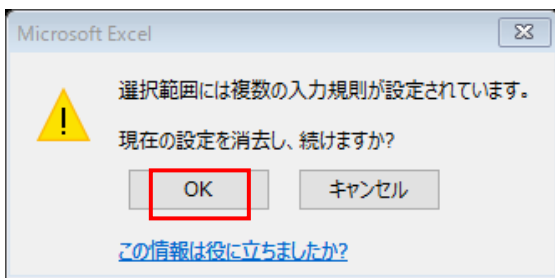 Microsoft Excel
選択範囲には複数の入力規則が設定されています。
現在の設定を消去し、続けますか?
OK
キャンセル
この情報は役に立ちましたか?